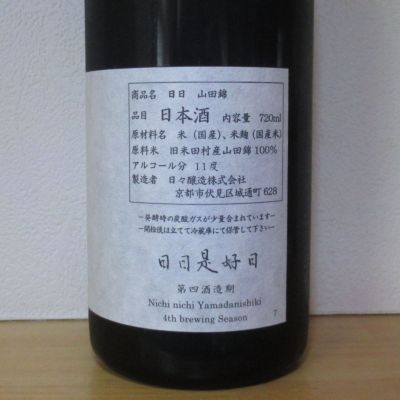 商品名 日日 山田錦
品目 日本酒 内容量 720ml
原材料名 米(国産)、米麹(国産米)
原料米 旧米田村産山田錦100%
アルコール分 11度
製造者 日々醸造株式会社
京都市伏見区城通町628
―発酵時の炭酸ガスが少量含まれています―
―開栓後は立てて冷蔵庫にて保管して下さい―
日日是好日
第四酒造期
Nichi nichi Yamadanishiki
4th brewing Season 7